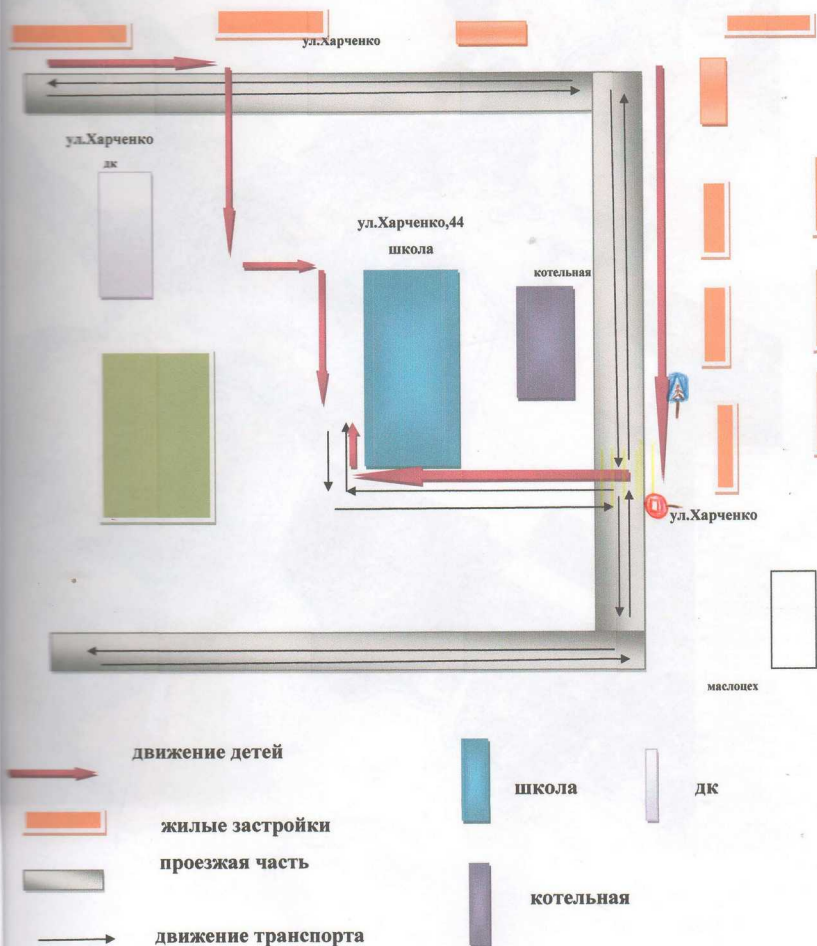 ул.Харченко
ул.Харченко
дк
ул.Харченко,44
школа
котельная
ул.Харченко
маслоцех
движение детей
школа
дк
жилые застройки
проезжая часть
котельная
движение транспорта